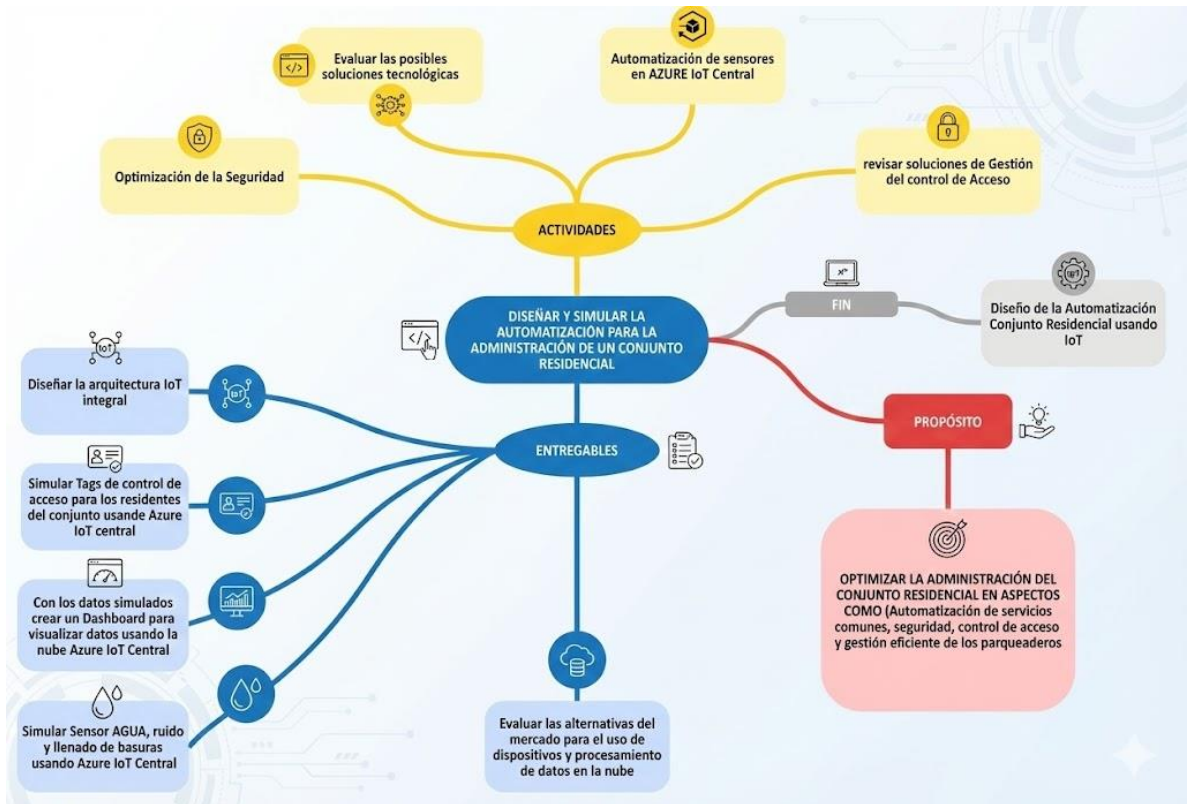 Evaluar las posibles
soluciones tecnológicas
</>
Automatización de sensores
en AZURE IoT Central
Optimización de la Seguridad
revisar soluciones de Gestión
del control de Acceso
ACTIVIDADES
DISEÑAR Y SIMULAR LA
AUTOMATIZACIÓN PARA LA
ADMINISTRACIÓN DE UN CONJUNTO
RESIDENCIAL
</>
FIN
Diseño de la Automatización
Conjunto Residencial usando
IoT
IoT
Diseñar la arquitectura IoT
integral
IoT
PROPÓSITO
ENTREGABLES
Simular Tags de control de
acceso para los residentes
del conjunto usande Azure
IoT central
OPTIMIZAR LA ADMINISTRACIÓN DEL
CONJUNTO RESIDENCIAL EN ASPECTOS
COMO (Automatización de servicios
comunes, seguridad, control de acceso
y gestión eficiente de los parqueaderos
Con los datos simulados
crear un Dashboard para
visualizar datos usando la
nube Azure IoT Central
Simular Sensor AGUA, ruido
y llenado de basuras
usando Azure IoT Central
Evaluar las alternativas del
mercado para el uso de
dispositivos y procesamiento
de datos en la nube